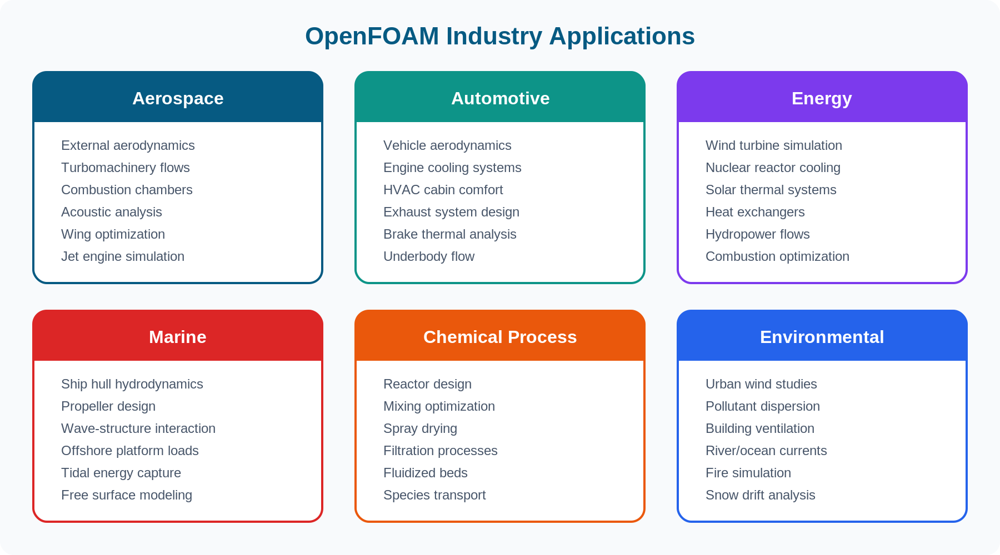 OpenFOAM Industry Applications
Aerospace
External aerodynamics
Turbomachinery flows
Combustion chambers
Acoustic analysis
Wing optimization
Jet engine simulation
Automotive
Vehicle aerodynamics
Engine cooling systems
HVAC cabin comfort
Exhaust system design
Brake thermal analysis
Underbody flow
Energy
Wind turbine simulation
Nuclear reactor cooling
Solar thermal systems
Heat exchangers
Hydropower flows
Combustion optimization
Marine
Ship hull hydrodynamics
Propeller design
Wave-structure interaction
Offshore platform loads
Tidal energy capture
Free surface modeling
Chemical Process
Reactor design
Mixing optimization
Spray drying
Filtration processes
Fluidized beds
Species transport
Environmental
Urban wind studies
Pollutant dispersion
Building ventilation
River/ocean currents
Fire simulation
Snow drift analysis